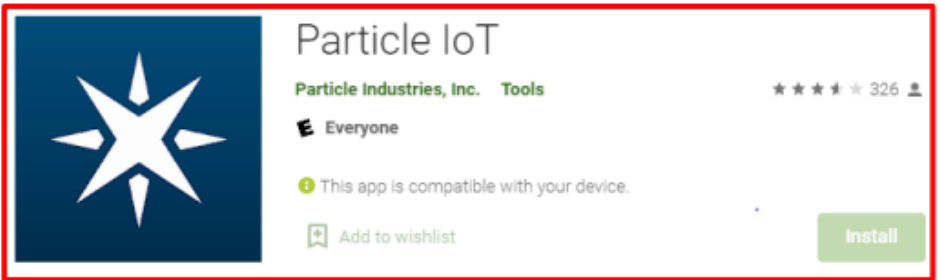 Particle IoT
Particle Industries, Inc. Tools 326
E Everyone
This app is compatible with your device.
Add to wishlist
Install